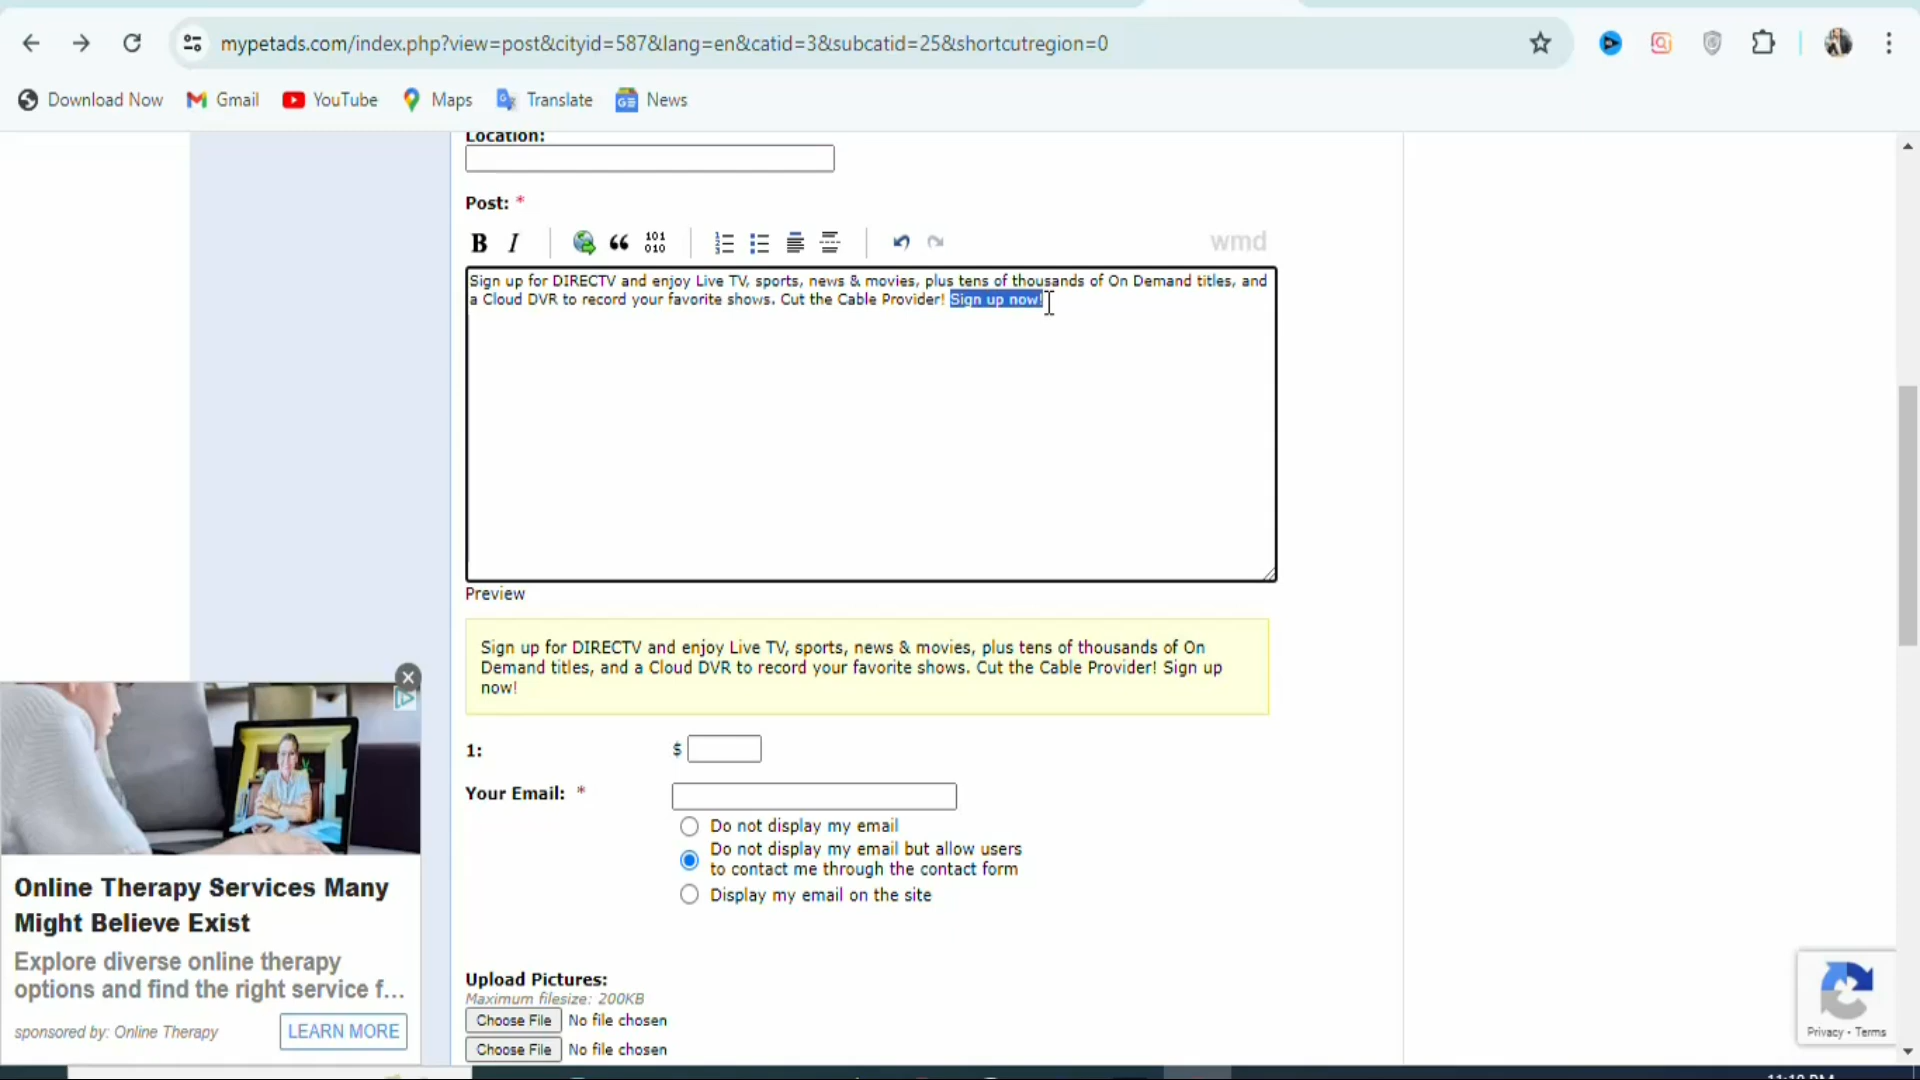 mypetads.com/index.php?view=post&cityid=587&lang=en&catid=3&subcatid=25&shortcutregion=0
Download Now Gmail YouTube Maps Translate News
Location:
Post: *
B I 101 010 wmd
Sign up for DIRECTV and enjoy Live TV, sports, news & movies, plus tens of thousands of On Demand titles, and
a Cloud DVR to record your favorite shows. Cut the Cable Provider! Sign up now!
Preview
Sign up for DIRECTV and enjoy Live TV, sports, news & movies, plus tens of thousands of On
Demand titles, and a Cloud DVR to record your favorite shows. Cut the Cable Provider! Sign up
now!
1: $
Your Email: *
Do not display my email
Do not display my email but allow users
to contact me through the contact form
Display my email on the site
Upload Pictures:
Maximum filesize: 200KB
Choose File No file chosen
Choose File No file chosen
Online Therapy Services Many
Might Believe Exist
Explore diverse online therapy
options and find the right service f...
sponsored by: Online Therapy LEARN MORE
Privacy - Terms